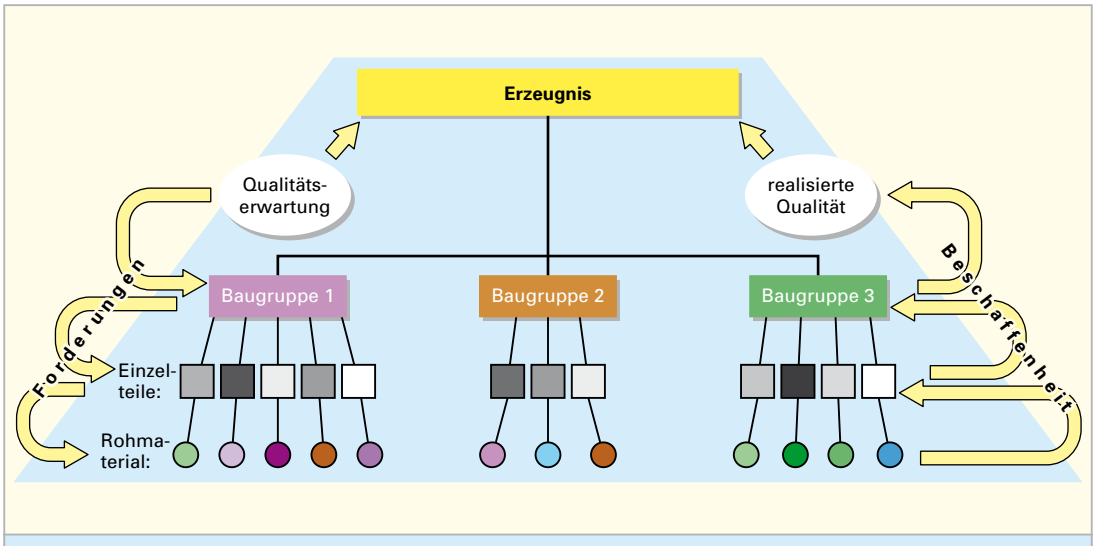 Erzeugnis
Qualitäts-
erwartung
realisierte
Qualität
Forderungen
Beschaffenheit
Baugruppe 1
Baugruppe 2
Baugruppe 3
Einzel-
teile:
Rohma-
terial: